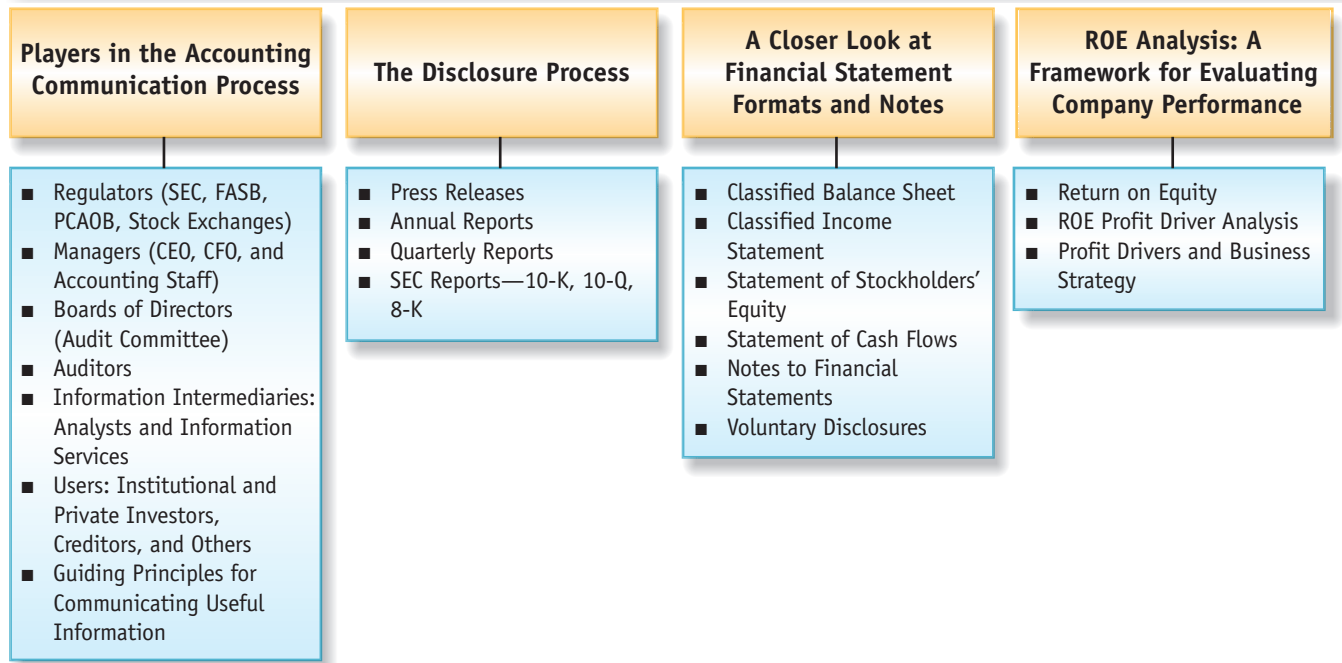 Players in the Accounting
Communication Process
■ Regulators (SEC, FASB,
PCAOB, Stock Exchanges)
■ Managers (CEO, CFO, and
Accounting Staff)
■ Boards of Directors
(Audit Committee)
■ Auditors
■ Information Intermediaries:
Analysts and Information
Services
■ Users: Institutional and
Private Investors,
Creditors, and Others
■ Guiding Principles for
Communicating Useful
Information
The Disclosure Process
■ Press Releases
■ Annual Reports
■ Quarterly Reports
■ SEC Reports—10-K, 10-Q,
8-K
A Closer Look at
Financial Statement
Formats and Notes
■ Classified Balance Sheet
■ Classified Income
Statement
■ Statement of Stockholders’
Equity
■ Statement of Cash Flows
■ Notes to Financial
Statements
■ Voluntary Disclosures
ROE Analysis: A
Framework for Evaluating
Company Performance
■ Return on Equity
■ ROE Profit Driver Analysis
■ Profit Drivers and Business
Strategy